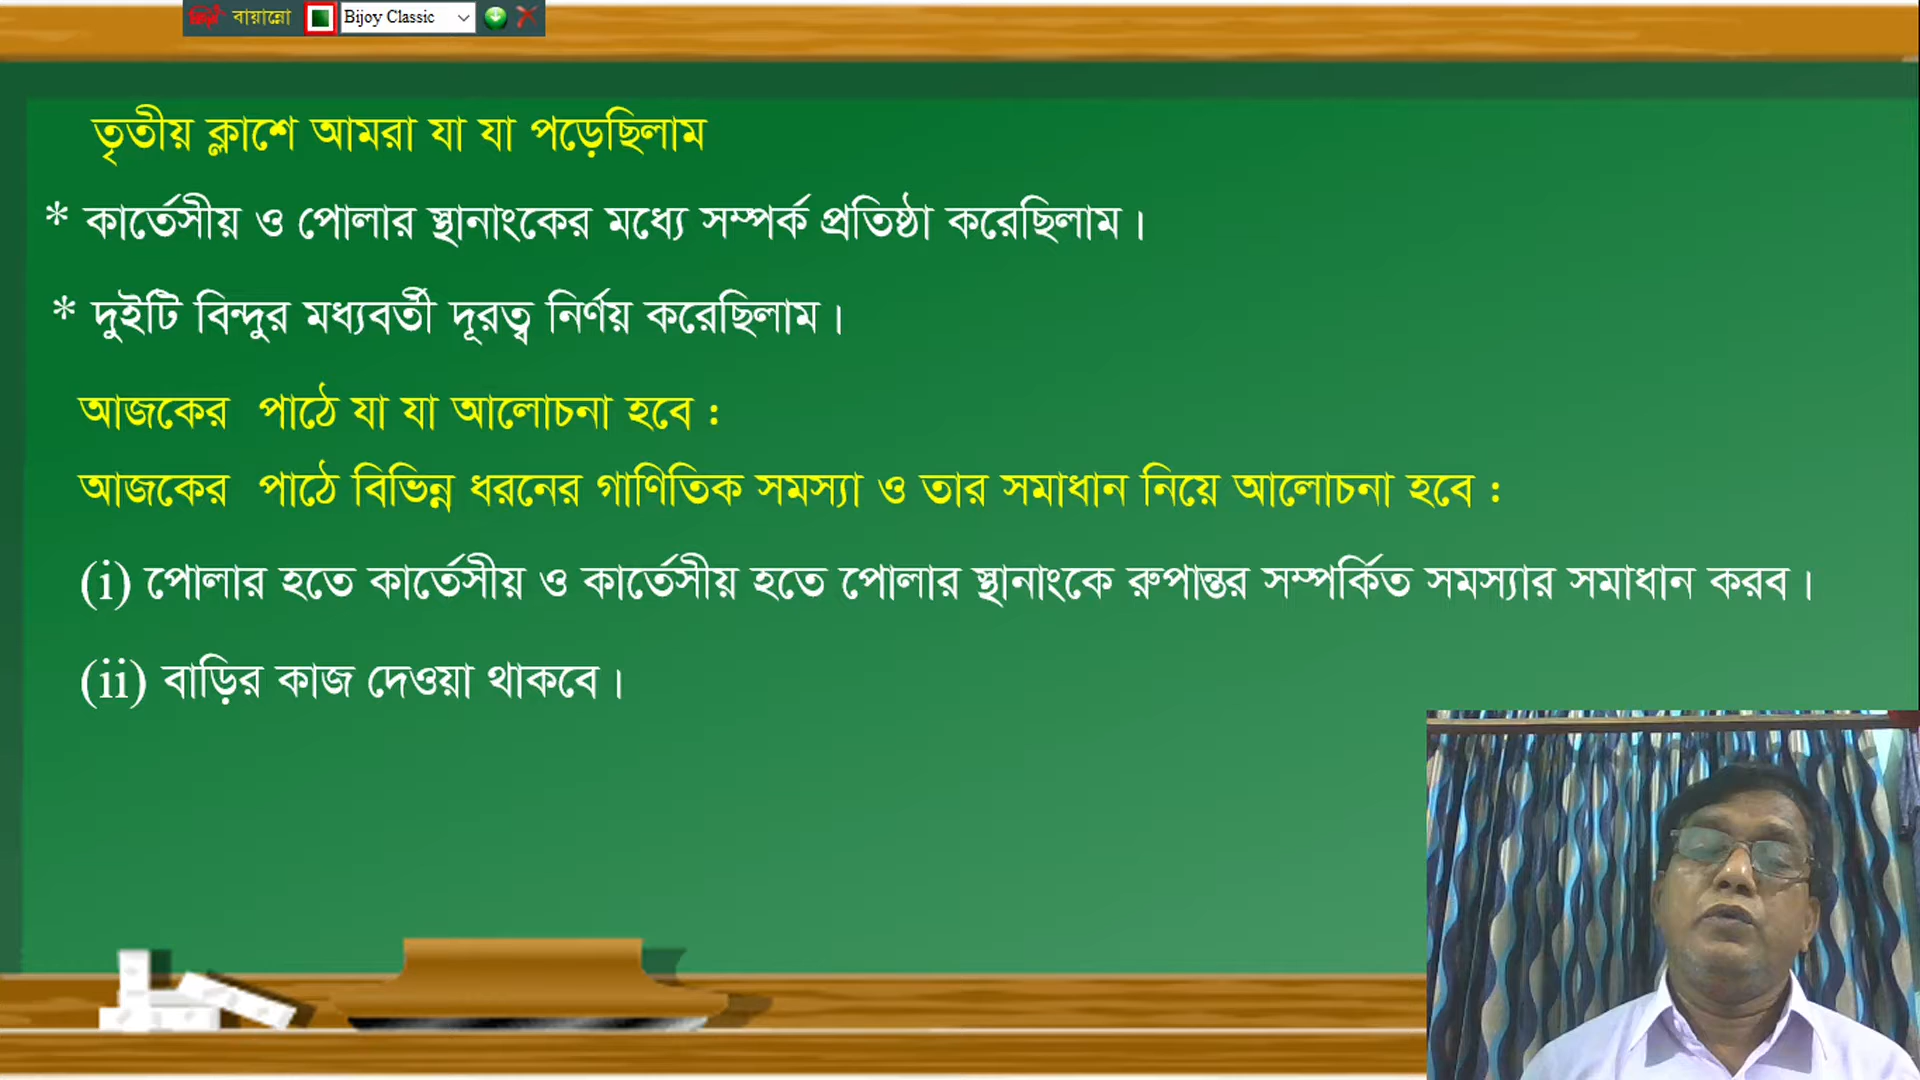 বায়ান্নো Bijoy Classic
তৃতীয় ক্লাশে আমরা যা যা পড়েছিলাম
* কার্তেসীয় ও পোলার স্থানাংকের মধ্যে সম্পর্ক প্রতিষ্ঠা করেছিলাম।
* দুইটি বিন্দুর মধ্যবর্তী দূরত্ব নির্ণয় করেছিলাম।
আজকের পাঠে যা যা আলোচনা হবে :
আজকের পাঠে বিভিন্ন ধরনের গাণিতিক সমস্যা ও তার সমাধান নিয়ে আলোচনা হবে :
(i) পোলার হতে কার্তেসীয় ও কার্তেসীয় হতে পোলার স্থানাংকে রুপান্তর সম্পর্কিত সমস্যার সমাধান করব।
(ii) বাড়ির কাজ দেওয়া থাকবে।